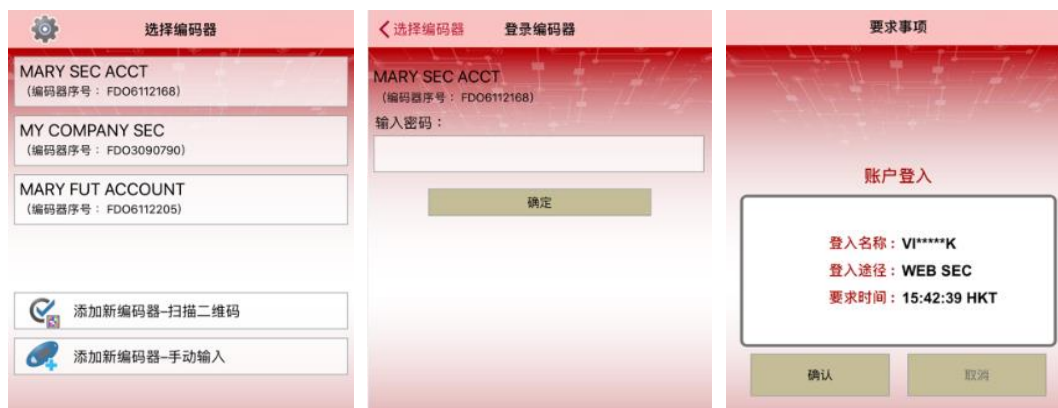 选择编码器
MARY SEC ACCT
(编码器序号： FDO6112168)
MY COMPANY SEC
(编码器序号： FDO3090790)
MARY FUT ACCOUNT
(编码器序号： FDO6112205)
添加新编码器–扫描二维码
添加新编码器–手动输入
选择编码器 登录编码器
MARY SEC ACCT
(编码器序号： FDO6112168)
输入密码：
确定
要求事项
账户登入
登入名称：VI*****K
登入途径：WEB SEC
要求时间：15:42:39 HKT
确认 取消